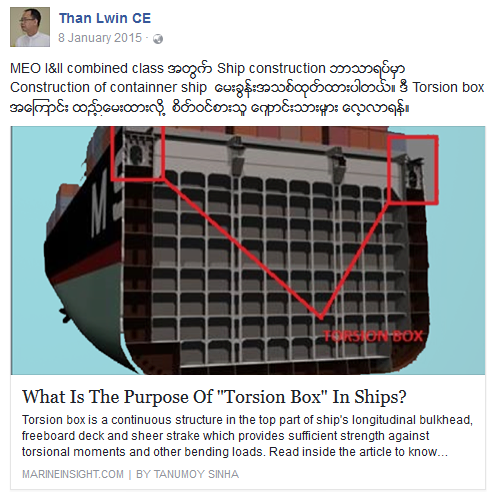 Than Lwin CE
8 January 2015 ·
MEO I&II combined class အတွက် Ship construction ဘာသာရပ်မှာ
Construction of containner ship မေးခွန်းအသစ်ထုတ်ထားပါတယ်။ ဒီ Torsion box
အကြောင်း ထည့်မေးထားလို့ စိတ်ဝင်စားသူ ကျောင်းသားများ လေ့လာရန်။
M
TORSION BOX
What Is The Purpose Of "Torsion Box" In Ships?
Torsion box is a continuous structure in the top part of ship's longitudinal bulkhead,
freeboard deck and sheer strake which provides sufficient strength against
torsional moments and other bending loads. Read inside the article to know…
MARINEINSIGHT.COM | BY TANUMOY SINHA